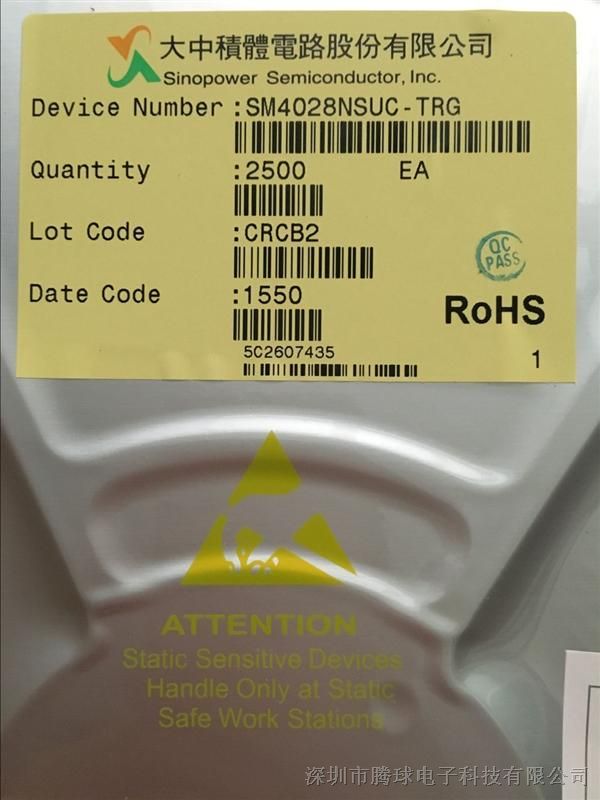 大中積體電路股份有限公司
Sinopower Semiconductor, Inc.
Device Number :SM4028NSUC-TRG
Quantity :2500 EA
Lot Code :CRCB2
QC PASS
Date Code :1550
RoHS
5C2607435
1
ATTENTION
Static Sensitive Devices
Handle Only at Static
Safe Work Stations
深圳市腾球电子科技有限公司